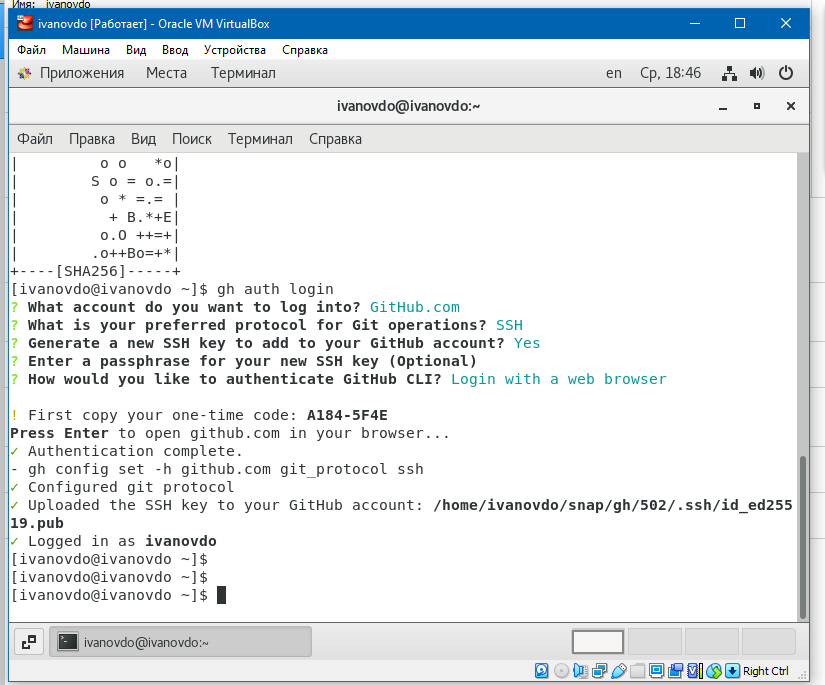 Имя: ivanovdo
ivanovdo [Работает] - Oracle VM VirtualBox
Файл Машина Вид Ввод Устройства Справка
Приложения Места Терминал en Ср, 18:46
ivanovdo@ivanovdo:~
Файл Правка Вид Поиск Терминал Справка
|         o o   *o|
|        S o = o.=|
|         o * =.= |
|          + B.*+E|
|         o.O ++=+|
|        .o++Bo=+*|
+----[SHA256]-----+
[ivanovdo@ivanovdo ~]$ gh auth login
? What account do you want to log into? GitHub.com
? What is your preferred protocol for Git operations? SSH
? Generate a new SSH key to add to your GitHub account? Yes
? Enter a passphrase for your new SSH key (Optional)
? How would you like to authenticate GitHub CLI? Login with a web browser
! First copy your one-time code: A184-5F4E
Press Enter to open github.com in your browser...
✓ Authentication complete.
- gh config set -h github.com git_protocol ssh
✓ Configured git protocol
✓ Uploaded the SSH key to your GitHub account: /home/ivanovdo/snap/gh/502/.ssh/id_ed255
19.pub
✓ Logged in as ivanovdo
[ivanovdo@ivanovdo ~]$
[ivanovdo@ivanovdo ~]$
[ivanovdo@ivanovdo ~]$
ivanovdo@ivanovdo:~
Right Ctrl